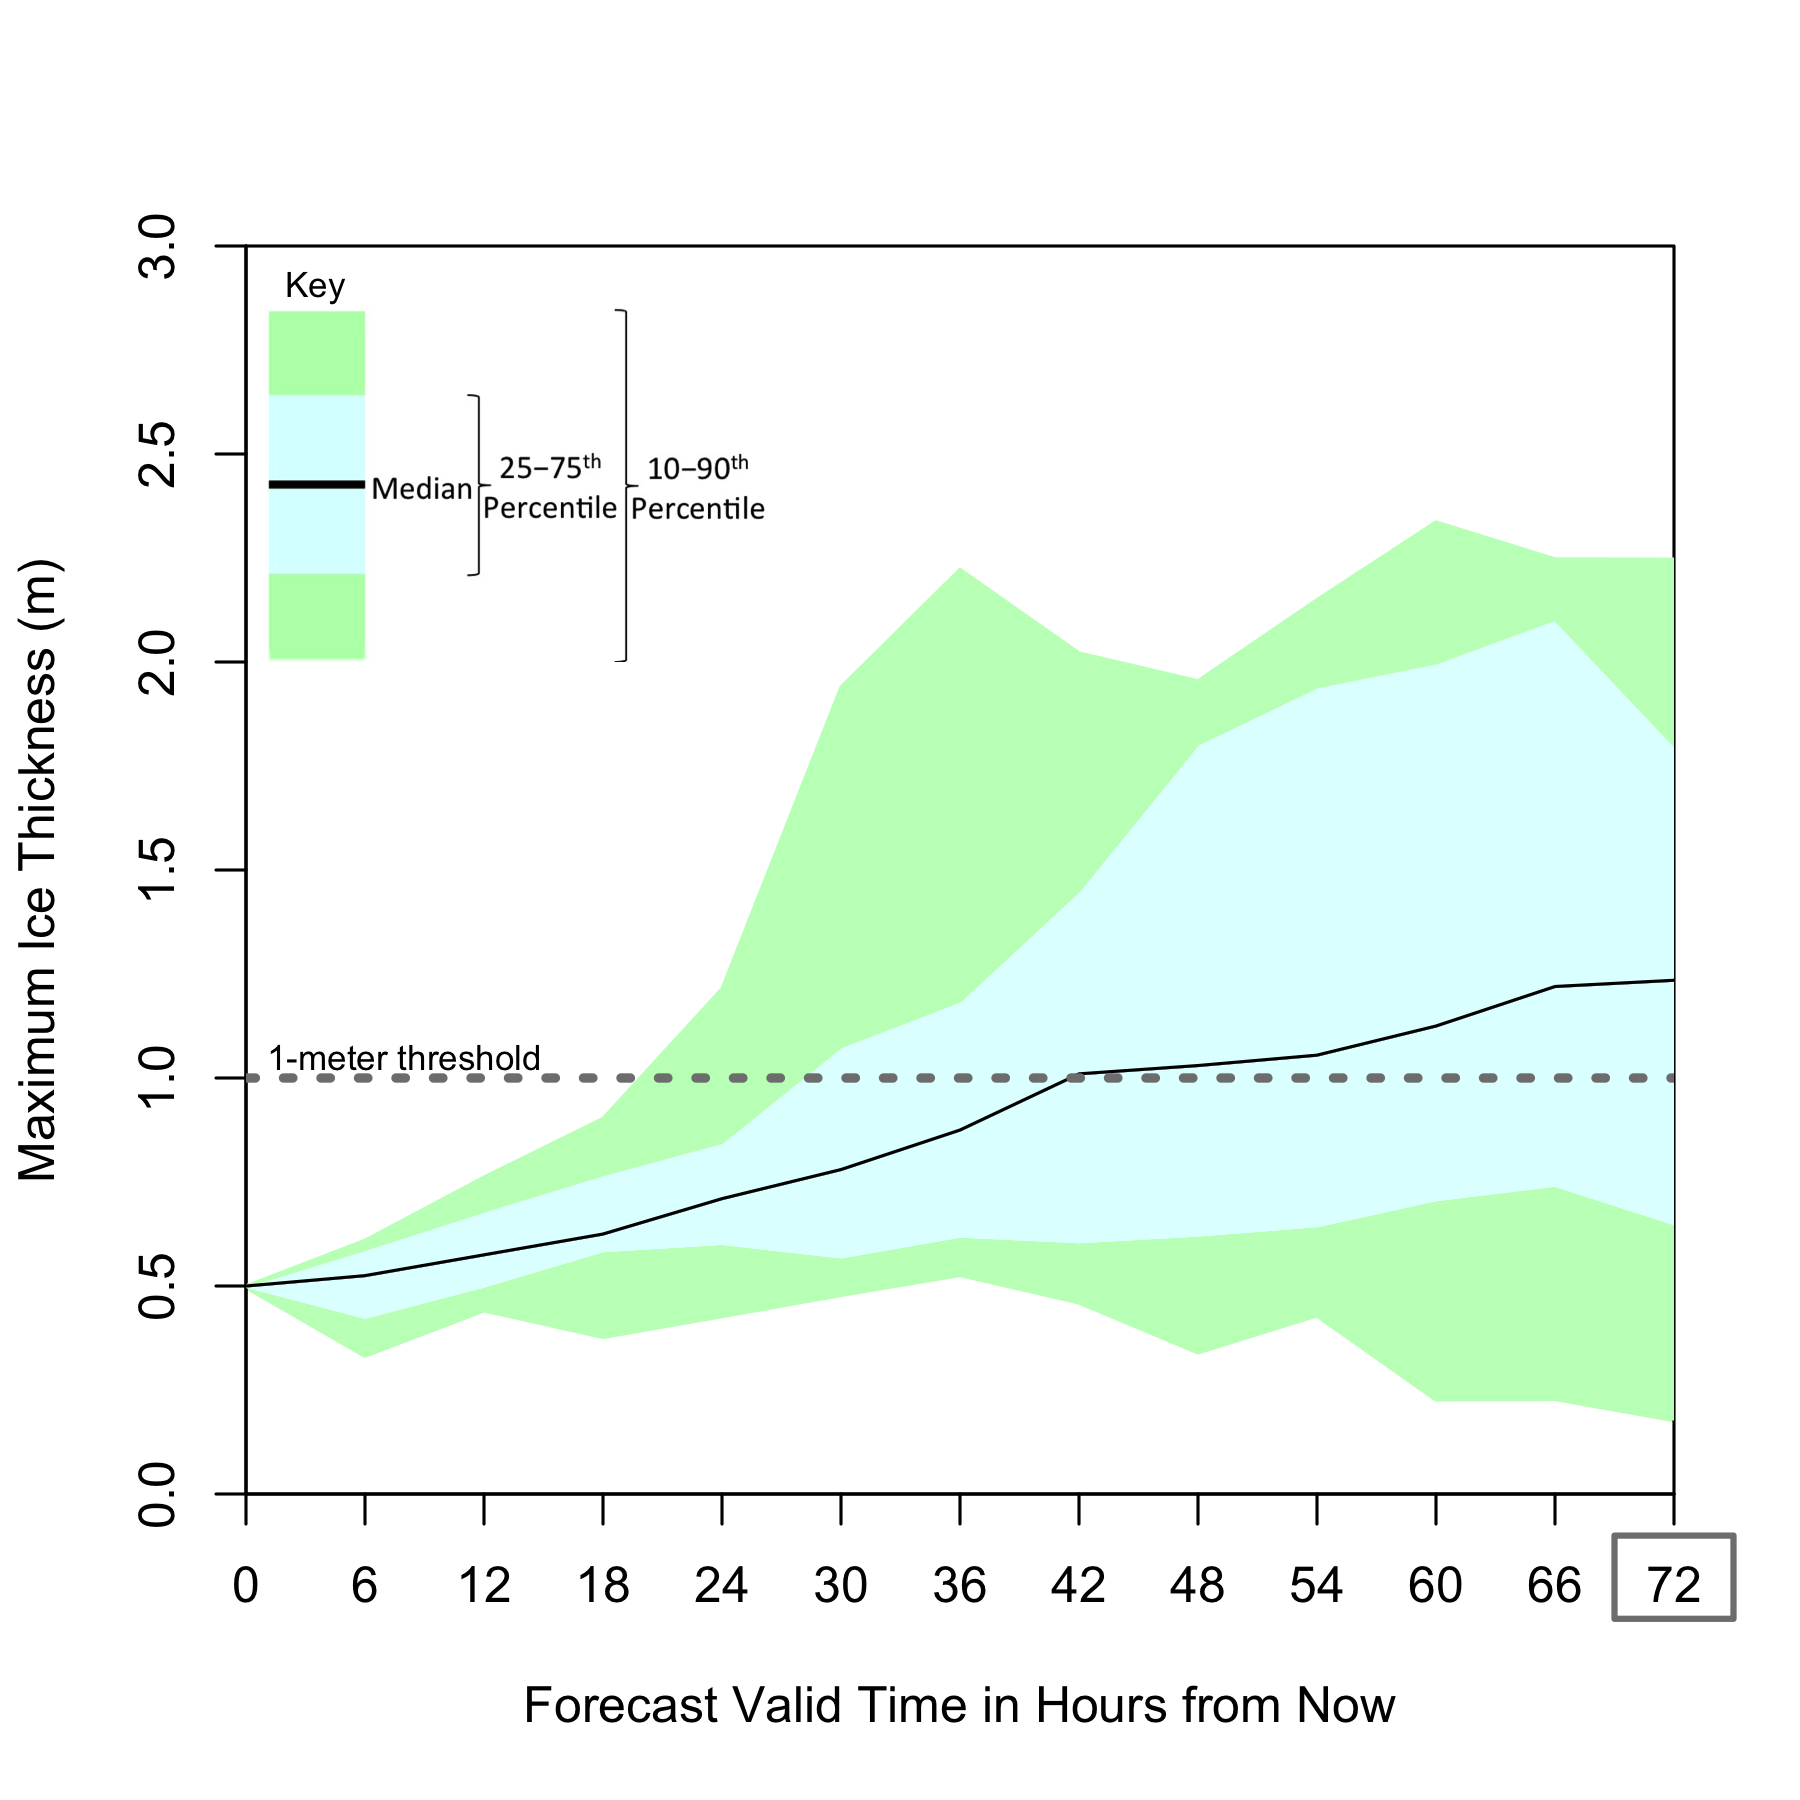 Key
Median
25–75th
Percentile
10–90th
Percentile
1-meter threshold
Maximum Ice Thickness (m)
3.0
2.5
2.0
1.5
1.0
0.5
0.0
0 6 12 18 24 30 36 42 48 54 60 66 72
Forecast Valid Time in Hours from Now